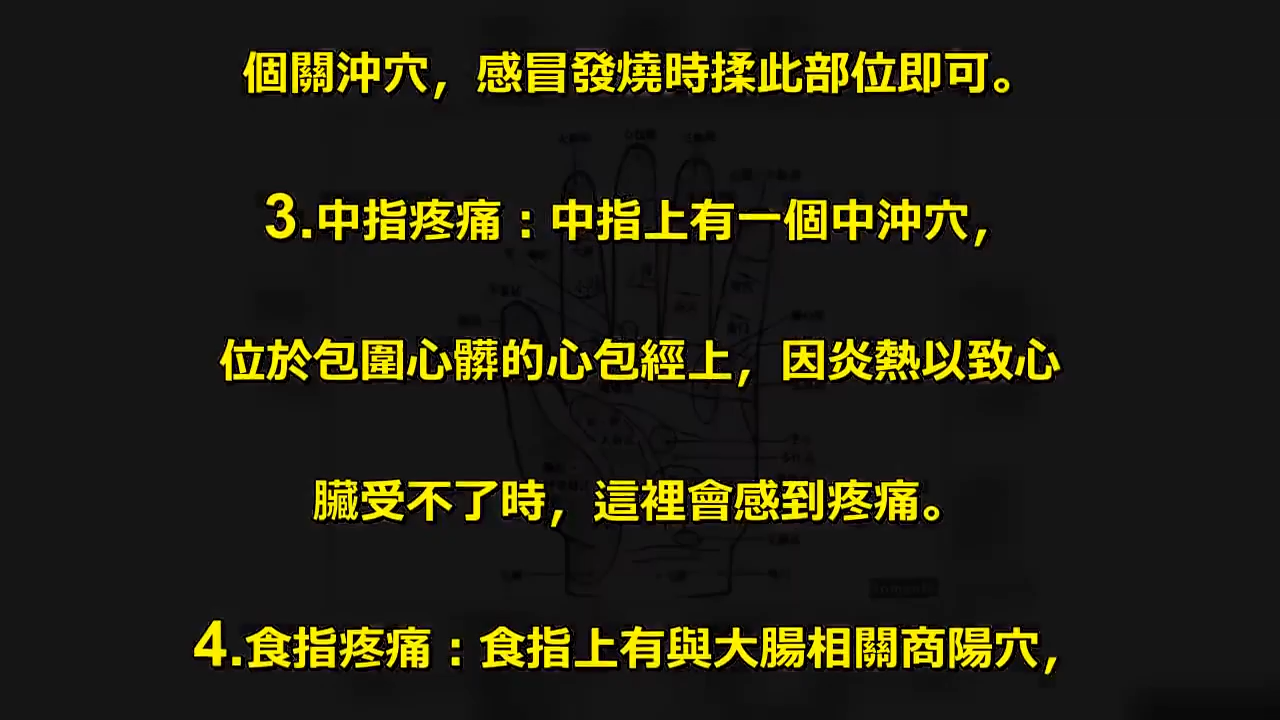 個關沖穴，感冒發燒時揉此部位即可。
3.中指疼痛：中指上有一個中沖穴，
位於包圍心髒的心包經上，因炎熱以致心
臟受不了時，這裡會感到疼痛。
4.食指疼痛：食指上有與大腸相關商陽穴，